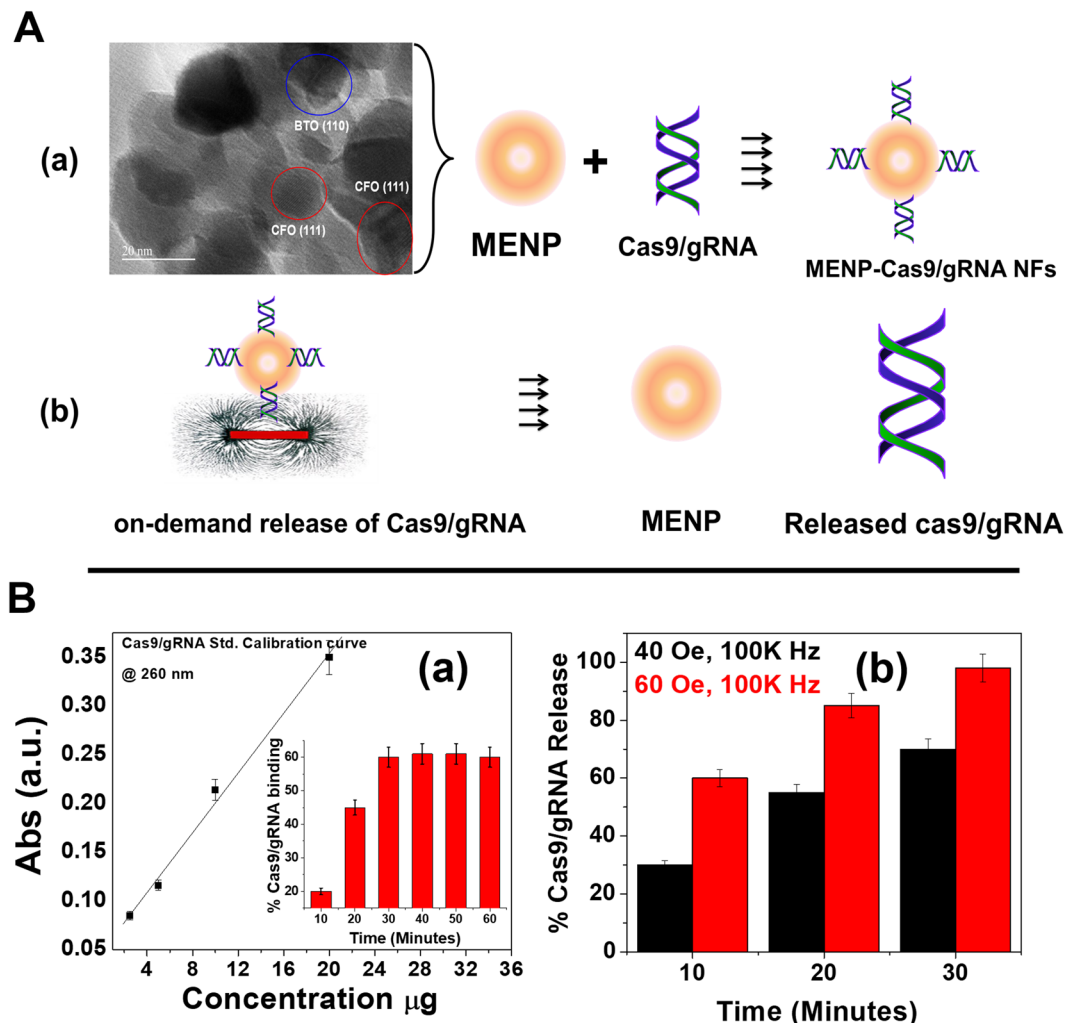 A
(a)
BTO (110)
CFO (111)
CFO (111)
20 nm
+
MENP
Cas9/gRNA
MENP-Cas9/gRNA NFs
(b)
on-demand release of Cas9/gRNA
MENP
Released cas9/gRNA
B
Cas9/gRNA Std. Calibration curve
@ 260 nm
(a)
Abs (a.u.)
0.35
0.30
0.25
0.20
0.15
0.10
0.05
4 8 12 16 20 24 28 32 36
Concentration μg
% Cas9/gRNA binding
60
50
40
30
20
10 20 30 40 50 60
Time (Minutes)
40 Oe, 100K Hz
60 Oe, 100K Hz
(b)
% Cas9/gRNA Release
100
80
60
40
20
0
10 20 30
Time (Minutes)